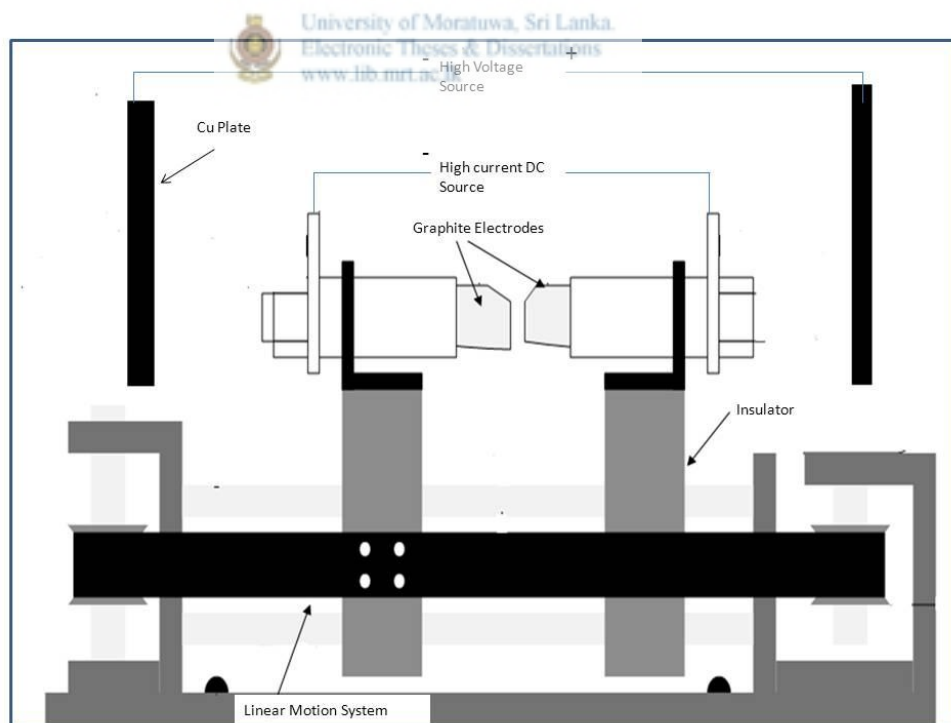 University of Moratuwa, Sri Lanka.
Electronic Theses & Dissertations
www.lib.mrt.ac.lk
- High Voltage +
Source
Cu Plate
-
High current DC
Source
Graphite Electrodes
Insulator
Linear Motion System